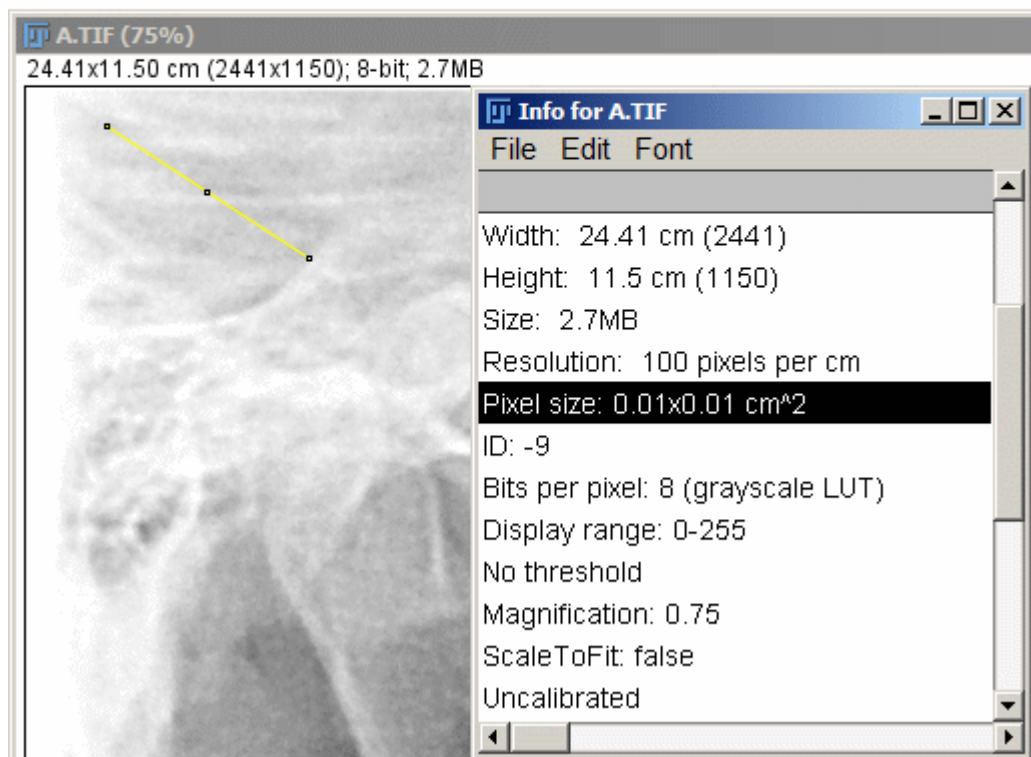 A.TIF (75%)
24.41x11.50 cm (2441x1150); 8-bit; 2.7MB
Info for A.TIF
File Edit Font
Width: 24.41 cm (2441)
Height: 11.5 cm (1150)
Size: 2.7MB
Resolution: 100 pixels per cm
Pixel size: 0.01x0.01 cm^2
ID: -9
Bits per pixel: 8 (grayscale LUT)
Display range: 0-255
No threshold
Magnification: 0.75
ScaleToFit: false
Uncalibrated